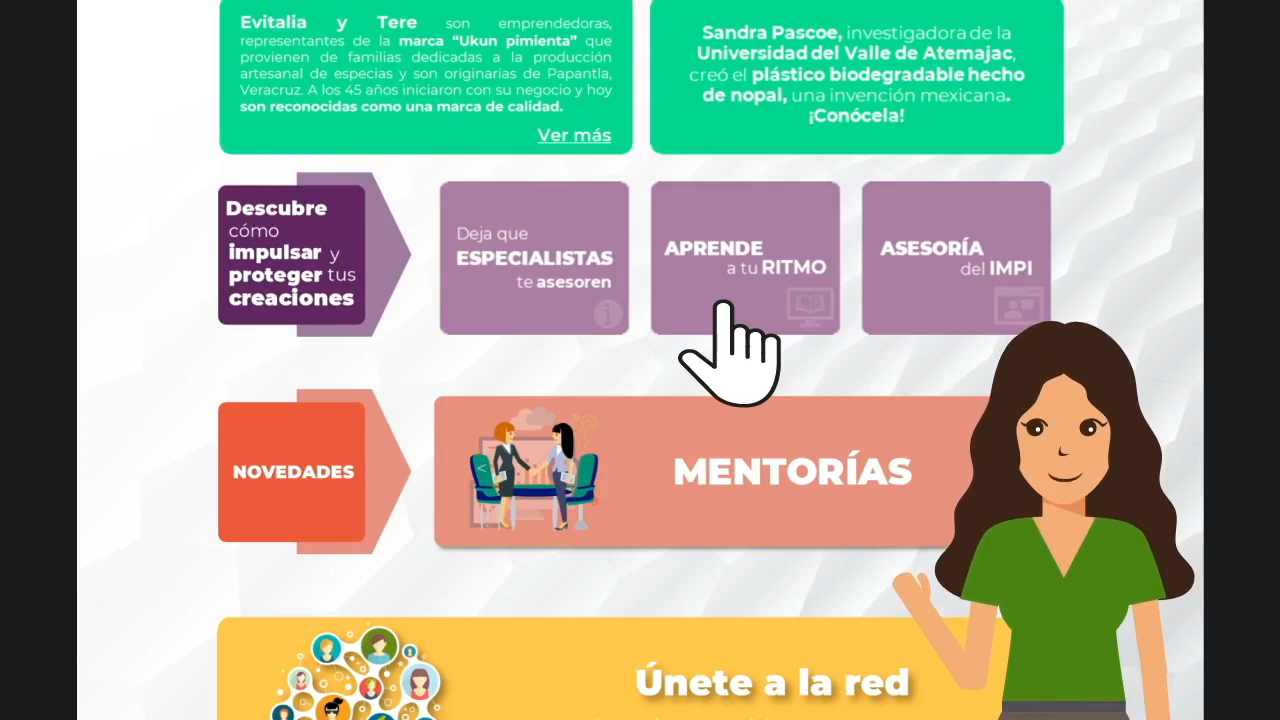 Evitalia y Tere son emprendedoras,
representantes de la marca “Ukun pimienta” que
provienen de familias dedicadas a la producción
artesanal de especias y son originarias de Papantla,
Veracruz. A los 45 años iniciaron con su negocio y hoy
son reconocidas como una marca de calidad.
Ver más
Sandra Pascoe, investigadora de la
Universidad del Valle de Atemajac,
creó el plástico biodegradable hecho
de nopal, una invención mexicana.
¡Conócela!
Descubre
cómo
impulsar y
proteger tus
creaciones
Deja que
ESPECIALISTAS
te asesoren
APRENDE
a tu RITMO
ASESORÍA
del IMPI
NOVEDADES
MENTORÍAS
Únete a la red